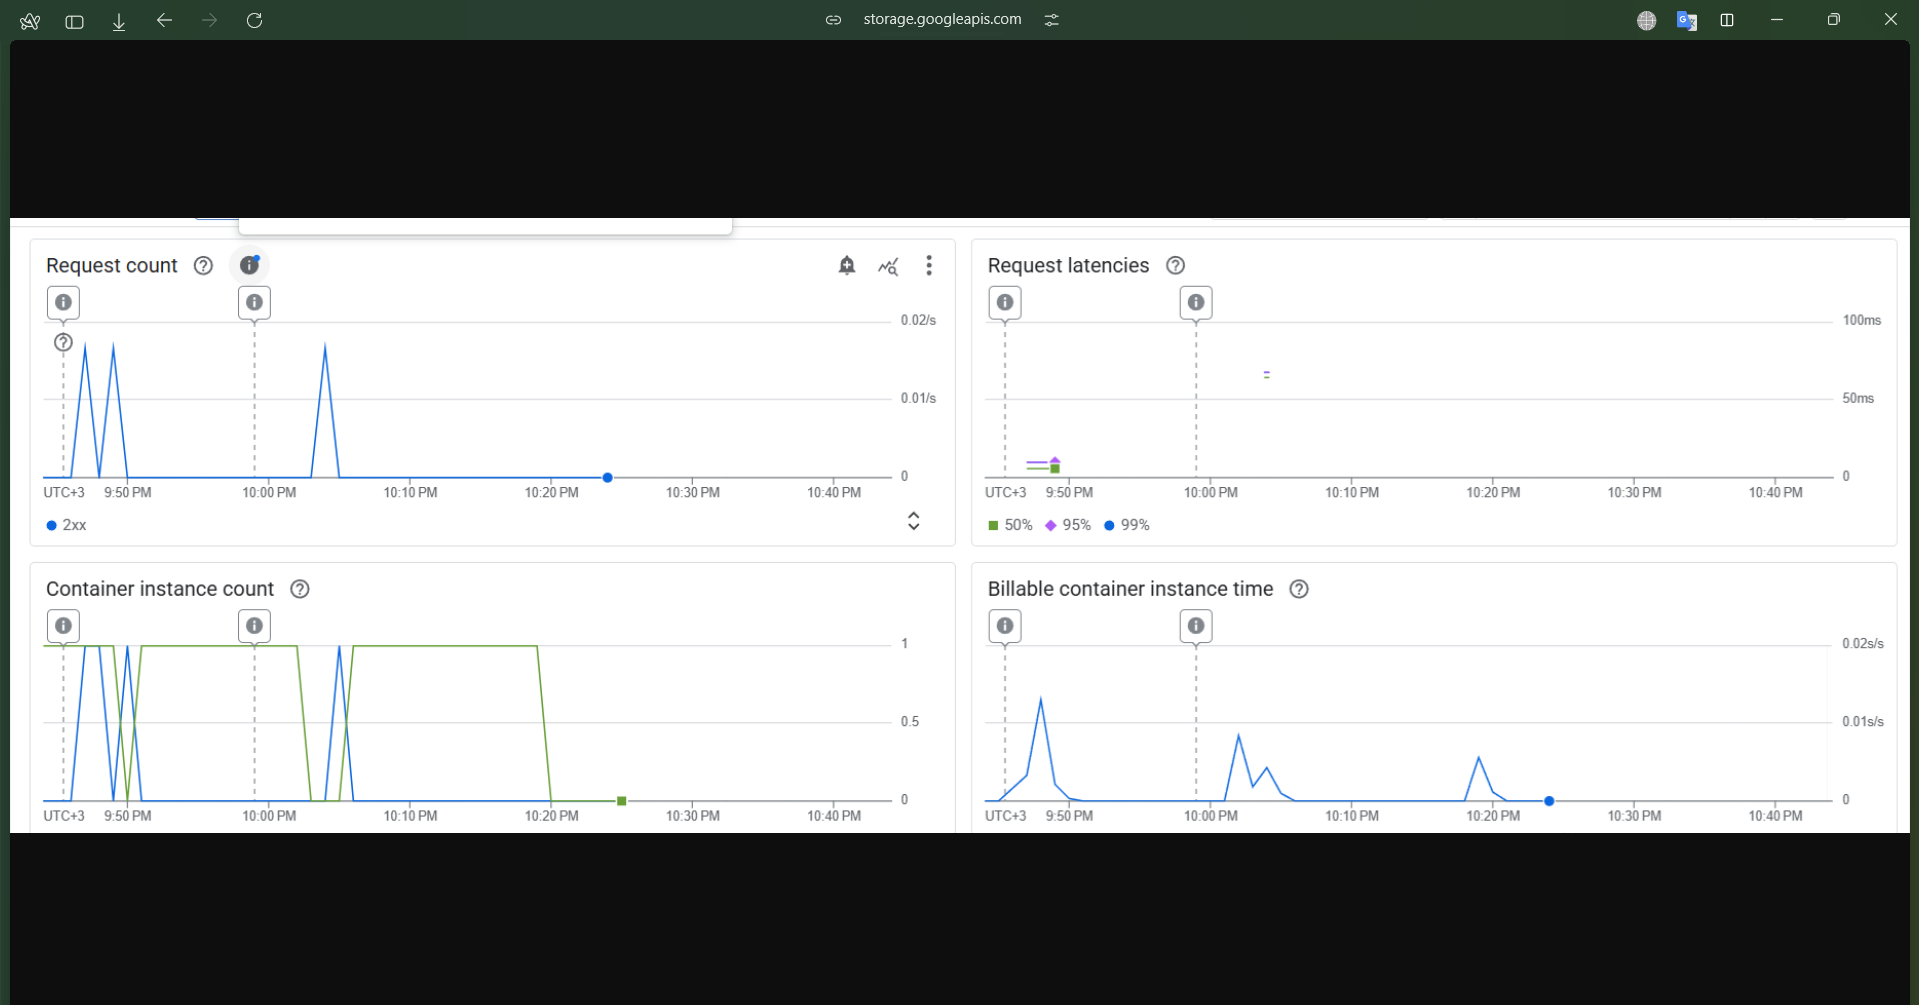 storage.googleapis.com
Request count
0.02/s
0.01/s
0
UTC+3 9:50 PM 10:00 PM 10:10 PM 10:20 PM 10:30 PM 10:40 PM
2xx
Request latencies
100ms
50ms
0
UTC+3 9:50 PM 10:00 PM 10:10 PM 10:20 PM 10:30 PM 10:40 PM
50% 95% 99%
Container instance count
1
0.5
0
UTC+3 9:50 PM 10:00 PM 10:10 PM 10:20 PM 10:30 PM 10:40 PM
Billable container instance time
0.02s/s
0.01s/s
0
UTC+3 9:50 PM 10:00 PM 10:10 PM 10:20 PM 10:30 PM 10:40 PM